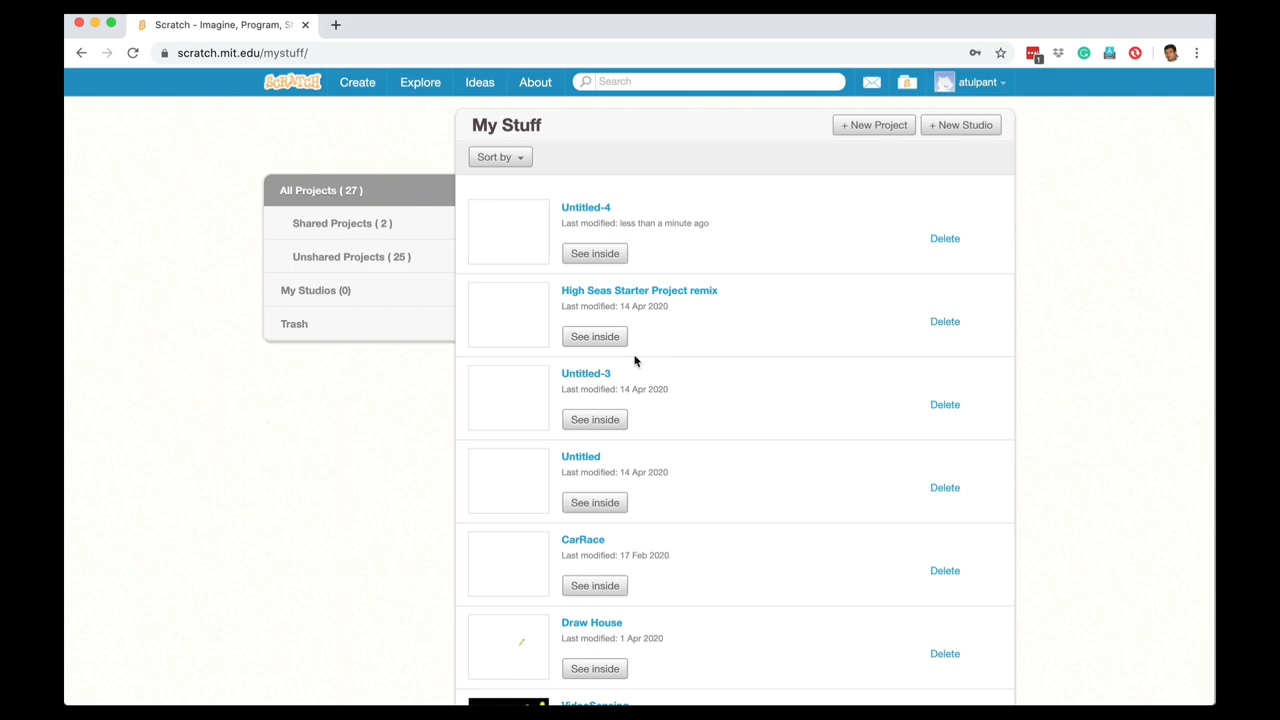 Scratch - Imagine, Program, S
scratch.mit.edu/mystuff/
1
SCRATCH Create Explore Ideas About Search atulpant
My Stuff + New Project + New Studio
Sort by
All Projects ( 27 )
Shared Projects ( 2 )
Unshared Projects ( 25 )
My Studios (0)
Trash
Untitled-4
Last modified: less than a minute ago
Delete
See inside
High Seas Starter Project remix
Last modified: 14 Apr 2020
Delete
See inside
Untitled-3
Last modified: 14 Apr 2020
Delete
See inside
Untitled
Last modified: 14 Apr 2020
Delete
See inside
CarRace
Last modified: 17 Feb 2020
Delete
See inside
Draw House
Last modified: 1 Apr 2020
Delete
See inside
VideoSensing